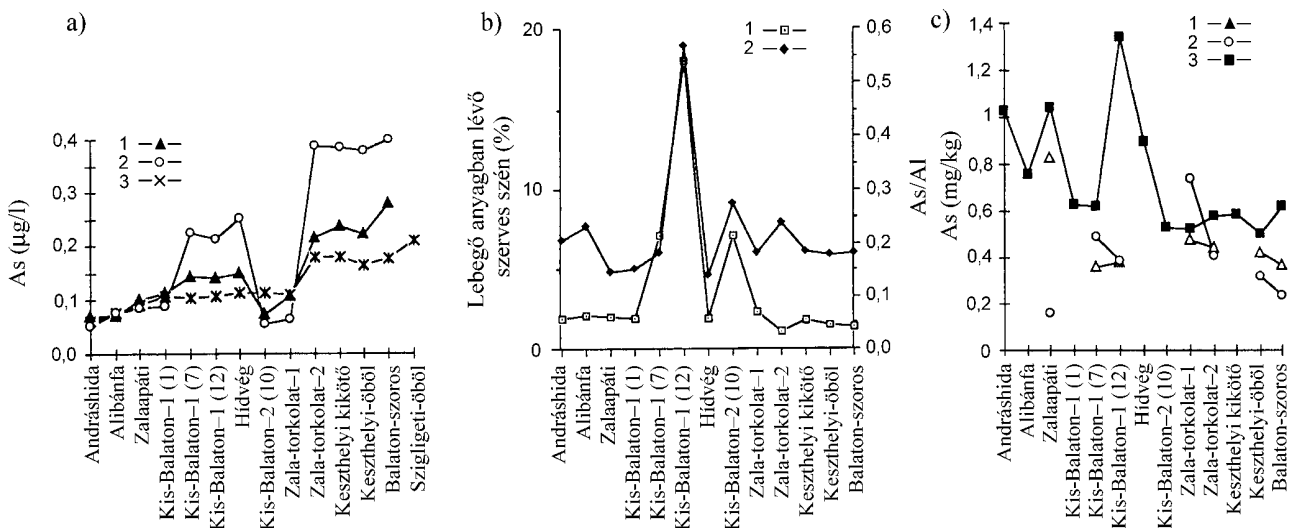 a)
As (µg/l)
0,4
0,3
0,2
0,1
0,0
1
2
3
Andráshida
Alibánfa
Zalaapáti
Kis-Balaton–1 (1)
Kis-Balaton–1 (7)
Kis-Balaton–1 (12)
Hídvég
Kis-Balaton–2 (10)
Zala-torkolat–1
Zala-torkolat–2
Keszthelyi kikötő
Keszthelyi-öböl
Balaton-szoros
Szigligeti-öböl
b)
Lebegő anyagban lévő
szerves szén (%)
20
10
0
1
2
0,6
0,5
0,4
0,3
0,2
0,1
0,0
As/Al
Andráshida
Alibánfa
Zalaapáti
Kis-Balaton–1 (1)
Kis-Balaton–1 (7)
Kis-Balaton–1 (12)
Hídvég
Kis-Balaton–2 (10)
Zala-torkolat–1
Zala-torkolat–2
Keszthelyi kikötő
Keszthelyi-öböl
Balaton-szoros
c)
As (mg/kg)
1,4
1,2
1
0,8
0,6
0,4
0,2
0
1
2
3
Andráshida
Alibánfa
Zalaapáti
Kis-Balaton–1 (1)
Kis-Balaton–1 (7)
Kis-Balaton–1 (12)
Hídvég
Kis-Balaton–2 (10)
Zala-torkolat–1
Zala-torkolat–2
Keszthelyi kikötő
Keszthelyi-öböl
Balaton-szoros